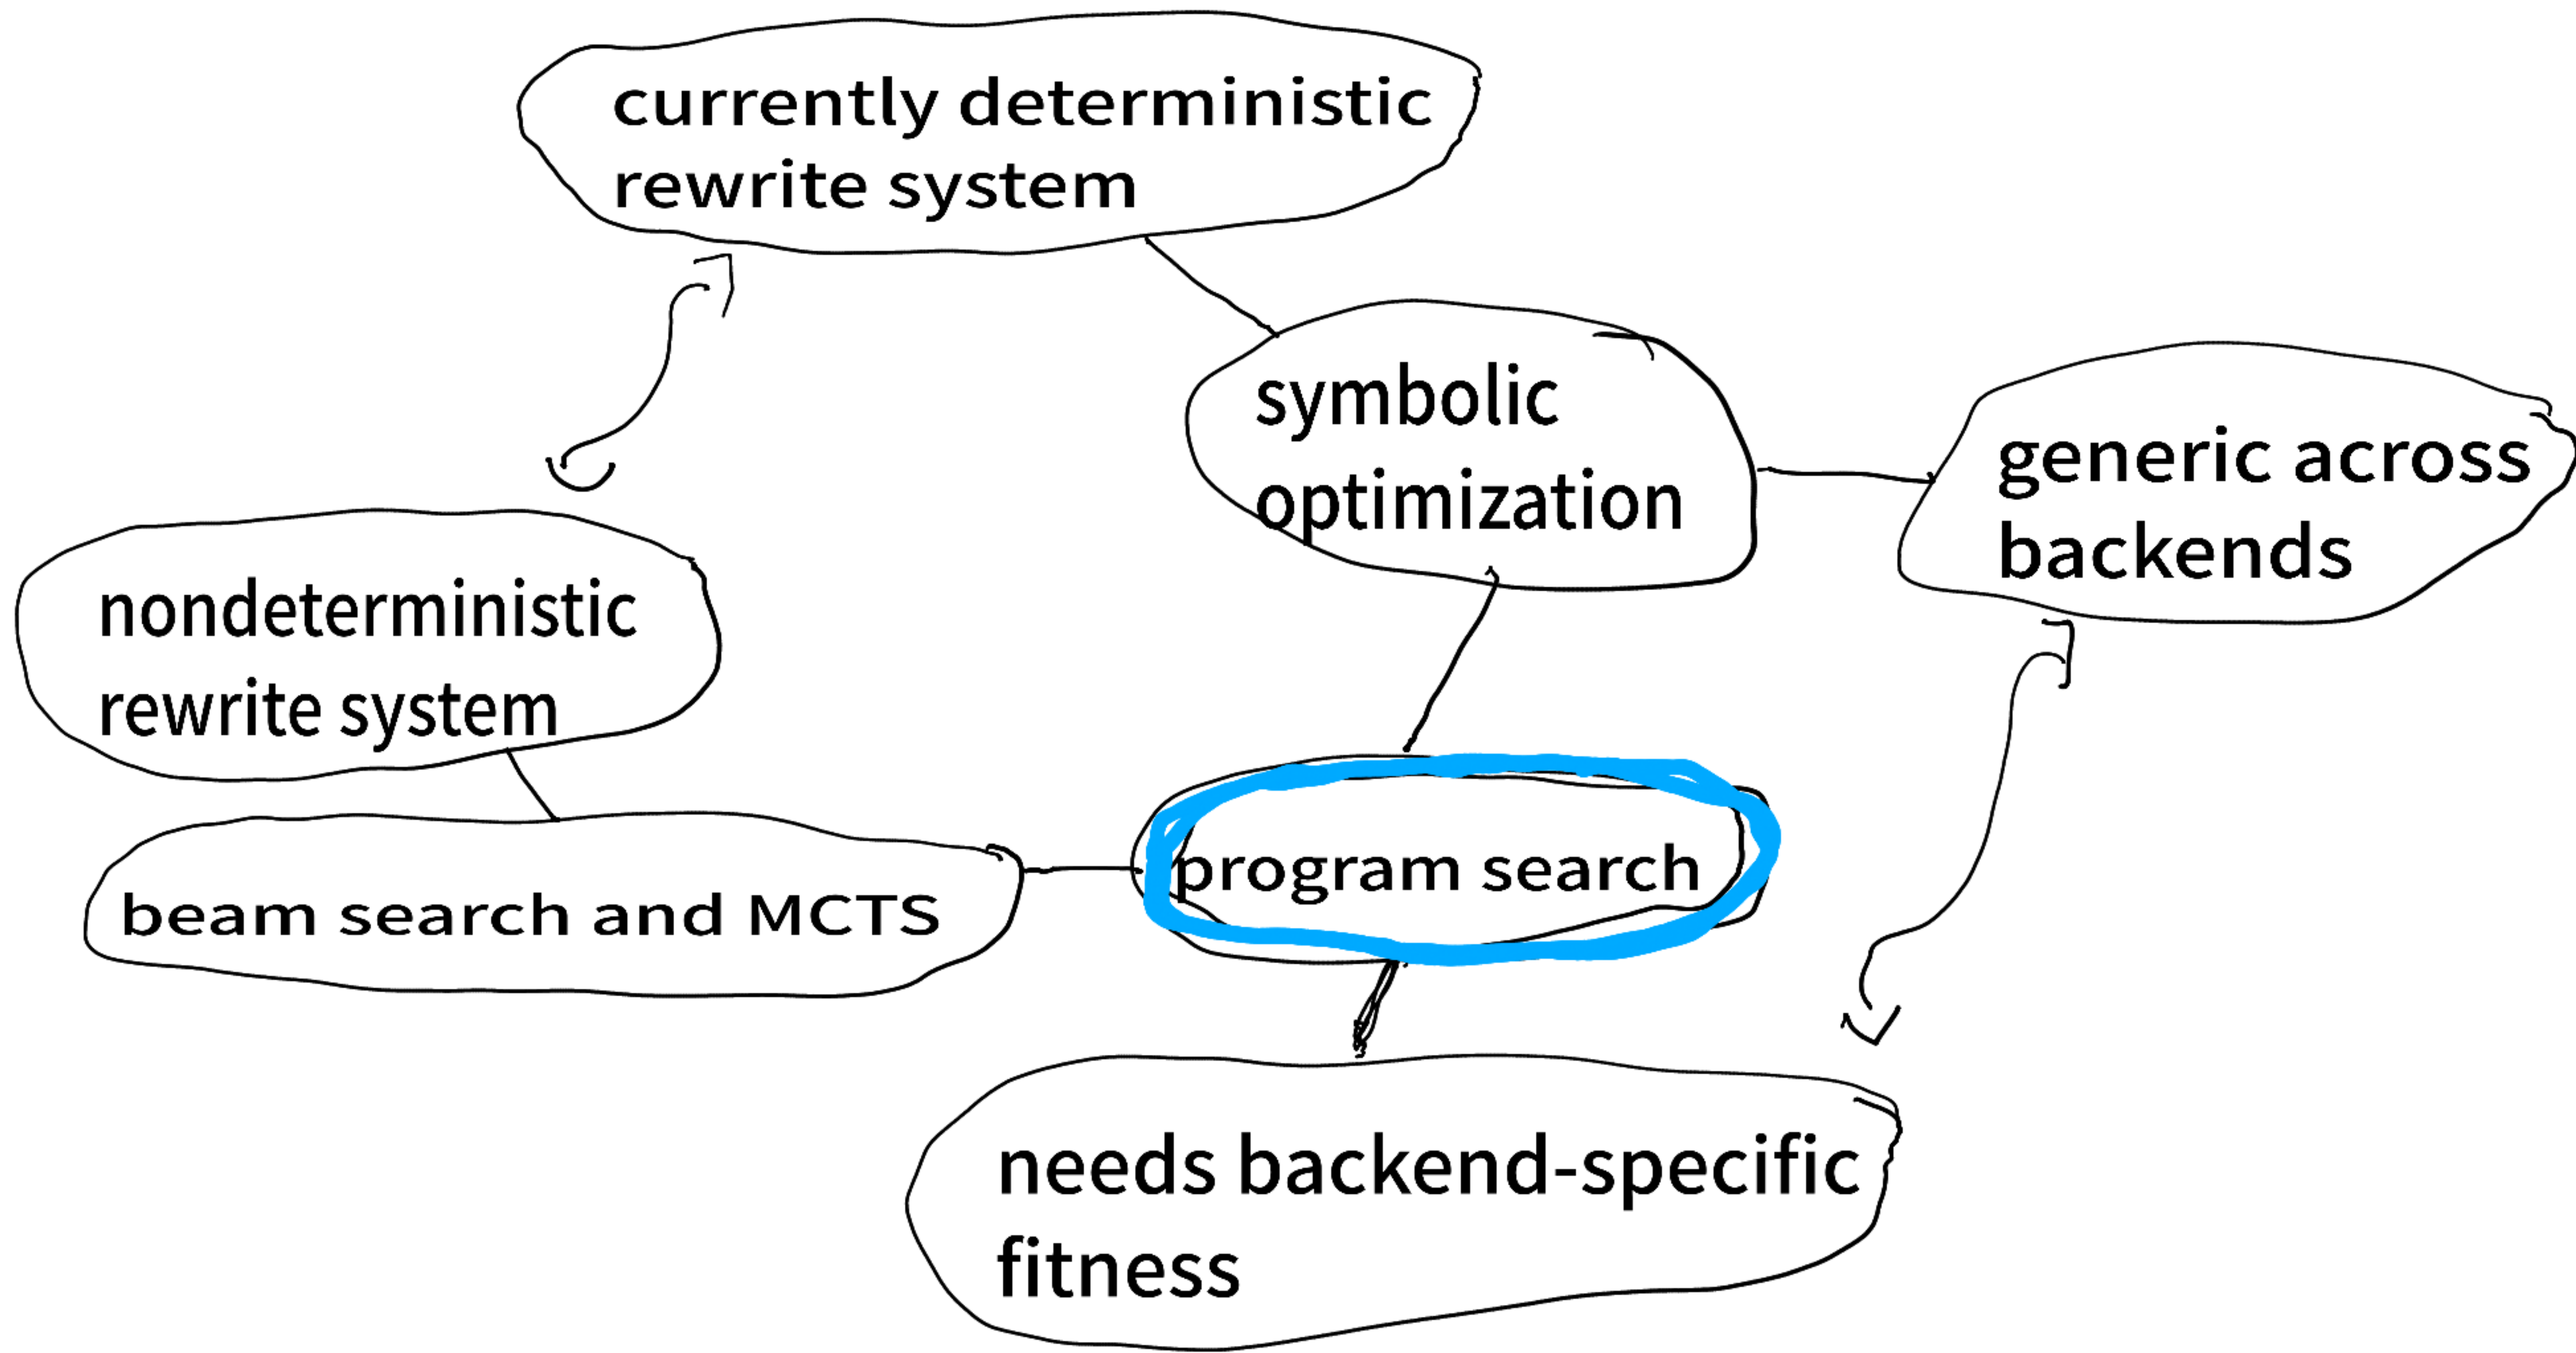 currently deterministic
rewrite system
symbolic
optimization
generic across
backends
nondeterministic
rewrite system
beam search and MCTS
program search
needs backend-specific
fitness